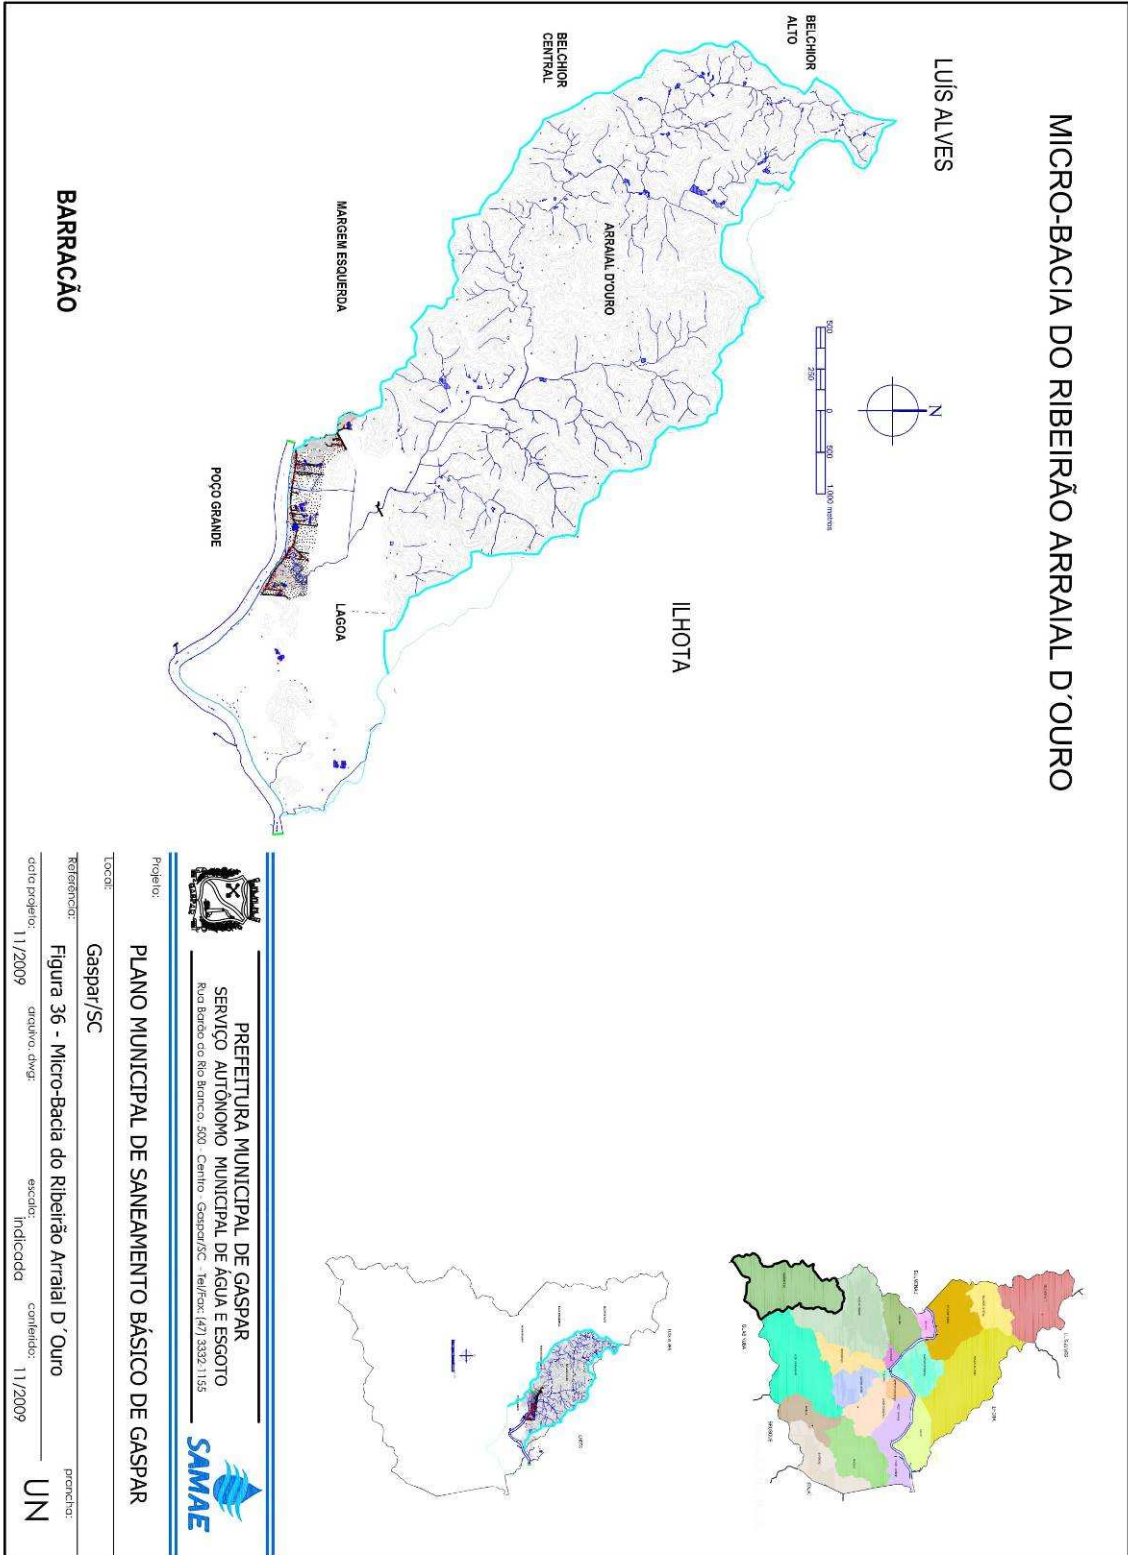 MICRO-BACIA DO RIBEIRÃO ARRAIAL D´OURO
LUÍS ALVES
BELCHIOR
ALTO
BELCHIOR
CENTRAL
N
500
250
0
500
1.000 metros
ARRAIAL D'OURO
ILHOTA
MARGEM ESQUERDA
BARRACÃO
POÇO GRANDE
LAGOA
PREFEITURA MUNICIPAL DE GASPAR
SERVIÇO AUTÔNOMO MUNICIPAL DE ÁGUA E ESGOTO
Rua Barão do Rio Branco, 500 - Centro - Gaspar/SC - Tel/Fax: (47) 3332-1155
SAMAE
Projeto:
PLANO MUNICIPAL DE SANEAMENTO BÁSICO DE GASPAR
Local:
Gaspar/SC
Referência:
Figura 36 - Micro-Bacia do Ribeirão Arraial D´Ouro
data projeto: 11/2009
arquivo.dwg:
escala: indicada
conferido: 11/2009
prancha: UN